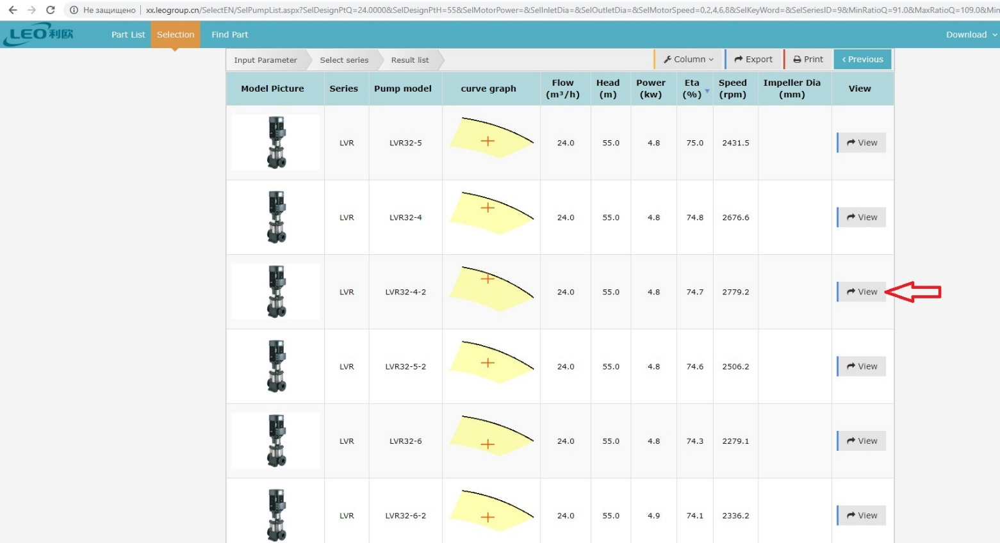 Не защищено | xx.leogroup.cn/SelectEN/SelPumpList.aspx?SelDesignPtQ=24.0000&SelDesignPtH=55&SelMotorPower=&SelInletDia=&SelOutletDia=&SelMotorSpeed=0,2,4,6,8&SelKeyWord=&SelSeriesID=9&MinRatioQ=91.0&MaxRatioQ=109.0&Min
LEO利欧 Part List Selection Find Part Download
Input Parameter Select series Result list Column Export Print ‹ Previous
Model Picture Series Pump model curve graph Flow (m³/h) Head (m) Power (kw) Eta (%) Speed (rpm) Impeller Dia (mm) View
LVR LVR32-5 24.0 55.0 4.8 75.0 2431.5 View
LVR LVR32-4 24.0 55.0 4.8 74.8 2676.6 View
LVR LVR32-4-2 24.0 55.0 4.8 74.7 2779.2 View
LVR LVR32-5-2 24.0 55.0 4.8 74.6 2506.2 View
LVR LVR32-6 24.0 55.0 4.8 74.3 2279.1 View
LVR LVR32-6-2 24.0 55.0 4.9 74.1 2336.2 View